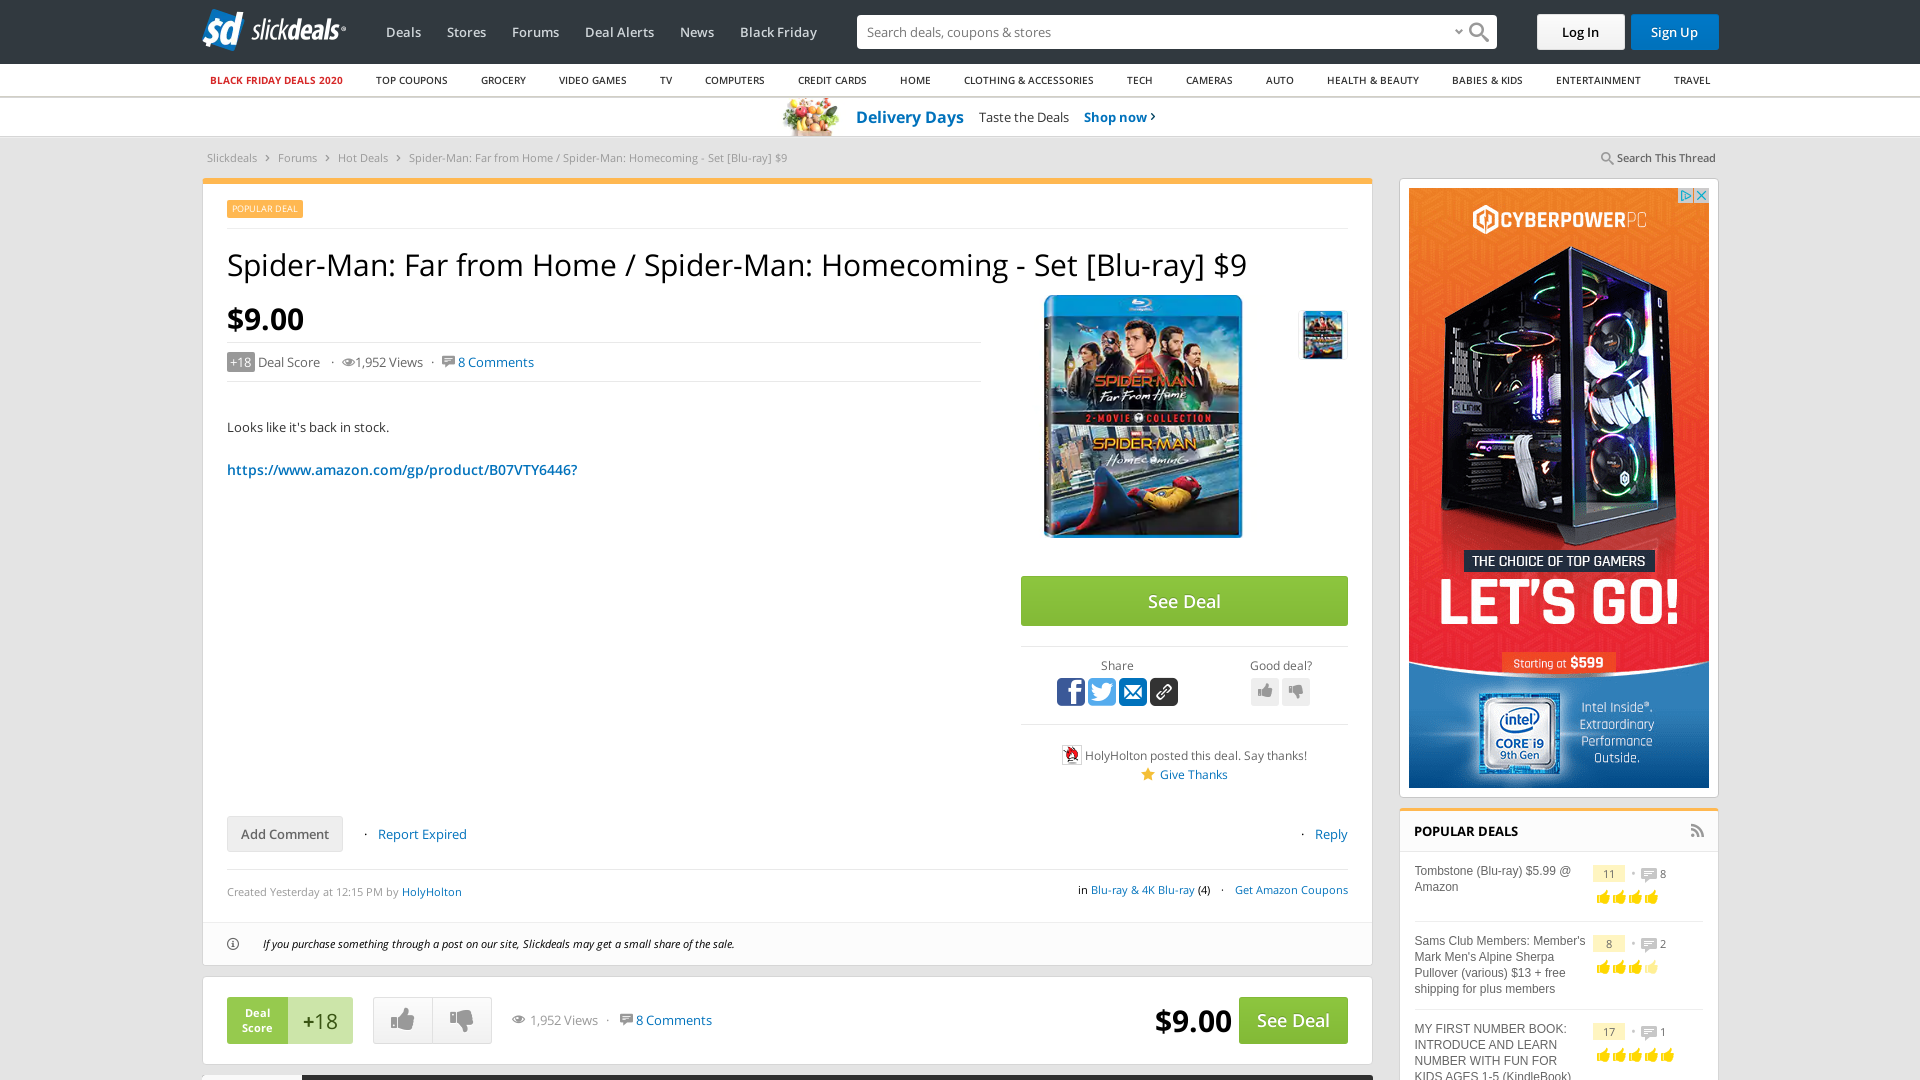 slickdeals
Deals
Stores
Forums
Deal Alerts
News
Black Friday
Search deals, coupons & stores
Log In
Sign Up
BLACK FRIDAY DEALS 2020
TOP COUPONS
GROCERY
VIDEO GAMES
TV
COMPUTERS
CREDIT CARDS
HOME
CLOTHING & ACCESSORIES
TECH
CAMERAS
AUTO
HEALTH & BEAUTY
BABIES & KIDS
ENTERTAINMENT
TRAVEL
Delivery Days Taste the Deals Shop now ›
Slickdeals › Forums › Hot Deals › Spider-Man: Far from Home / Spider-Man: Homecoming - Set [Blu-ray] $9
Search This Thread
POPULAR DEAL
Spider-Man: Far from Home / Spider-Man: Homecoming - Set [Blu-ray] $9
$9.00
+18 Deal Score · 1,952 Views · 8 Comments
Looks like it's back in stock.
https://www.amazon.com/gp/product/B07VTY6446?
SPIDER-MAN
Far From Home
2-MOVIE COLLECTION
SPIDER-MAN
Homecoming
See Deal
Share
Good deal?
HolyHolton posted this deal. Say thanks!
Give Thanks
Add Comment · Report Expired
· Reply
Created Yesterday at 12:15 PM by HolyHolton
in Blu-ray & 4K Blu-ray (4) · Get Amazon Coupons
If you purchase something through a post on our site, Slickdeals may get a small share of the sale.
Deal
Score
+18
1,952 Views · 8 Comments
$9.00
See Deal
CYBERPOWERPC
THE CHOICE OF TOP GAMERS
LET'S GO!
Starting at $599
intel
CORE i9
9th Gen
Intel Inside®.
Extraordinary
Performance
Outside.
POPULAR DEALS
Tombstone (Blu-ray) $5.99 @
Amazon
11 • 8
Sams Club Members: Member's
Mark Men's Alpine Sherpa
Pullover (various) $13 + free
shipping for plus members
8 • 2
MY FIRST NUMBER BOOK:
INTRODUCE AND LEARN
NUMBER WITH FUN FOR
KIDS AGES 1-5 (KindleBook)
17 • 1